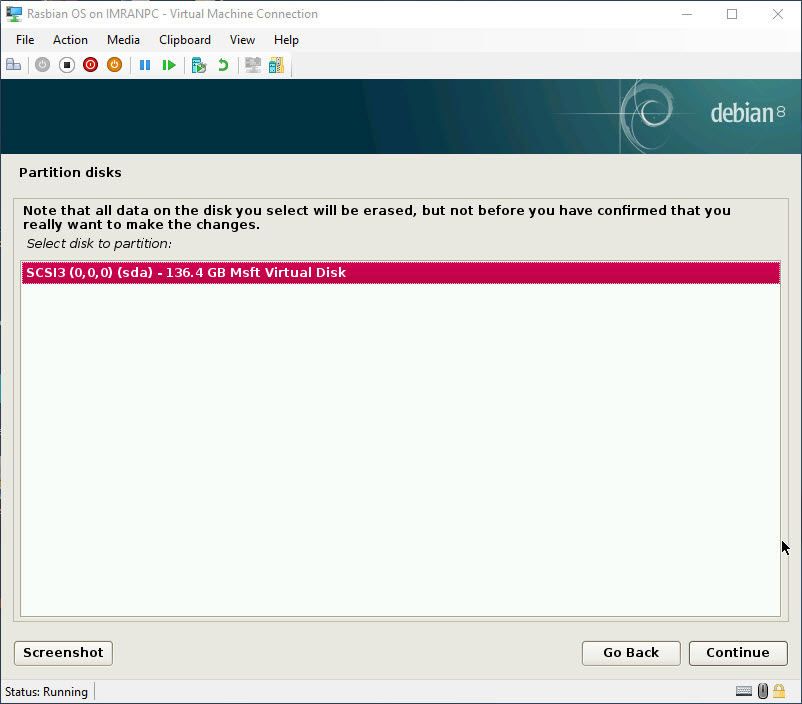 Rasbian OS on IMRANPC - Virtual Machine Connection
File Action Media Clipboard View Help
debian 8
Partition disks
Note that all data on the disk you select will be erased, but not before you have confirmed that you
really want to make the changes.
Select disk to partition:
SCSI3 (0,0,0) (sda) - 136.4 GB Msft Virtual Disk
Screenshot Go Back Continue
Status: Running